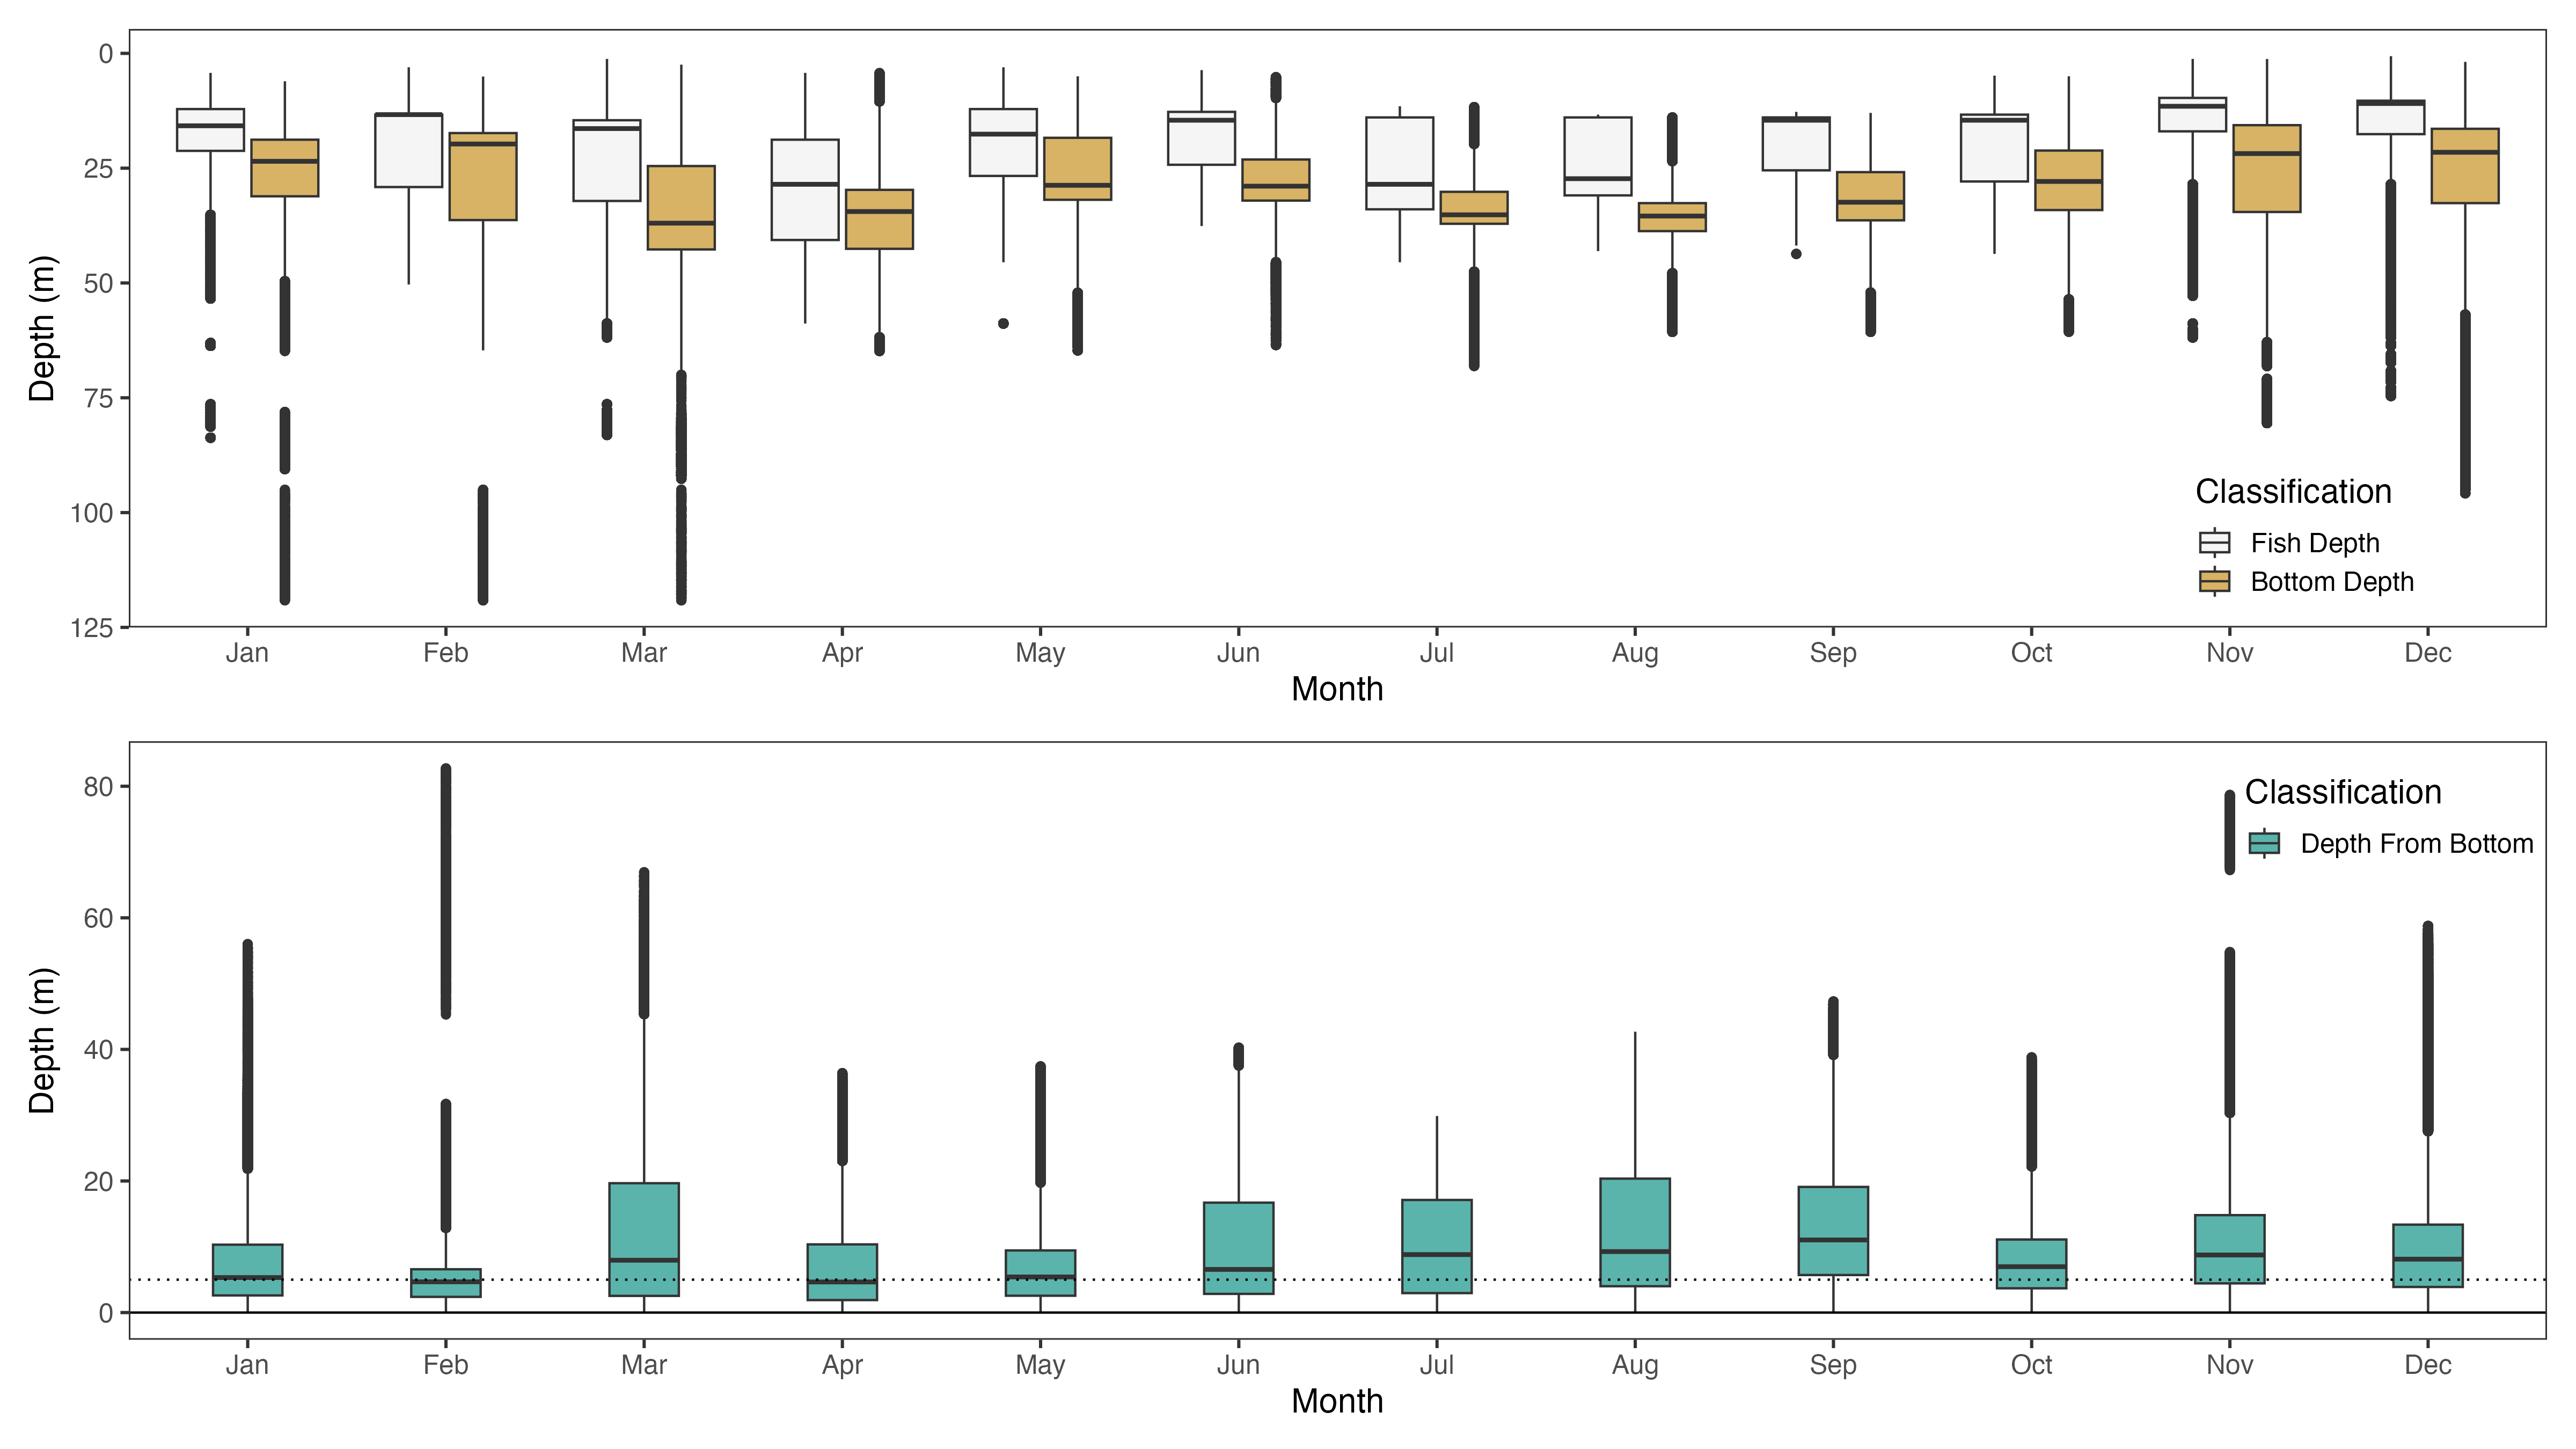 0
25
50
75
100
125
Depth (m)
Classification
Fish Depth
Bottom Depth
Jan Feb Mar Apr May Jun Jul Aug Sep Oct Nov Dec
Month
80
60
40
20
0
Depth (m)
Classification
Depth From Bottom
Jan Feb Mar Apr May Jun Jul Aug Sep Oct Nov Dec
Month